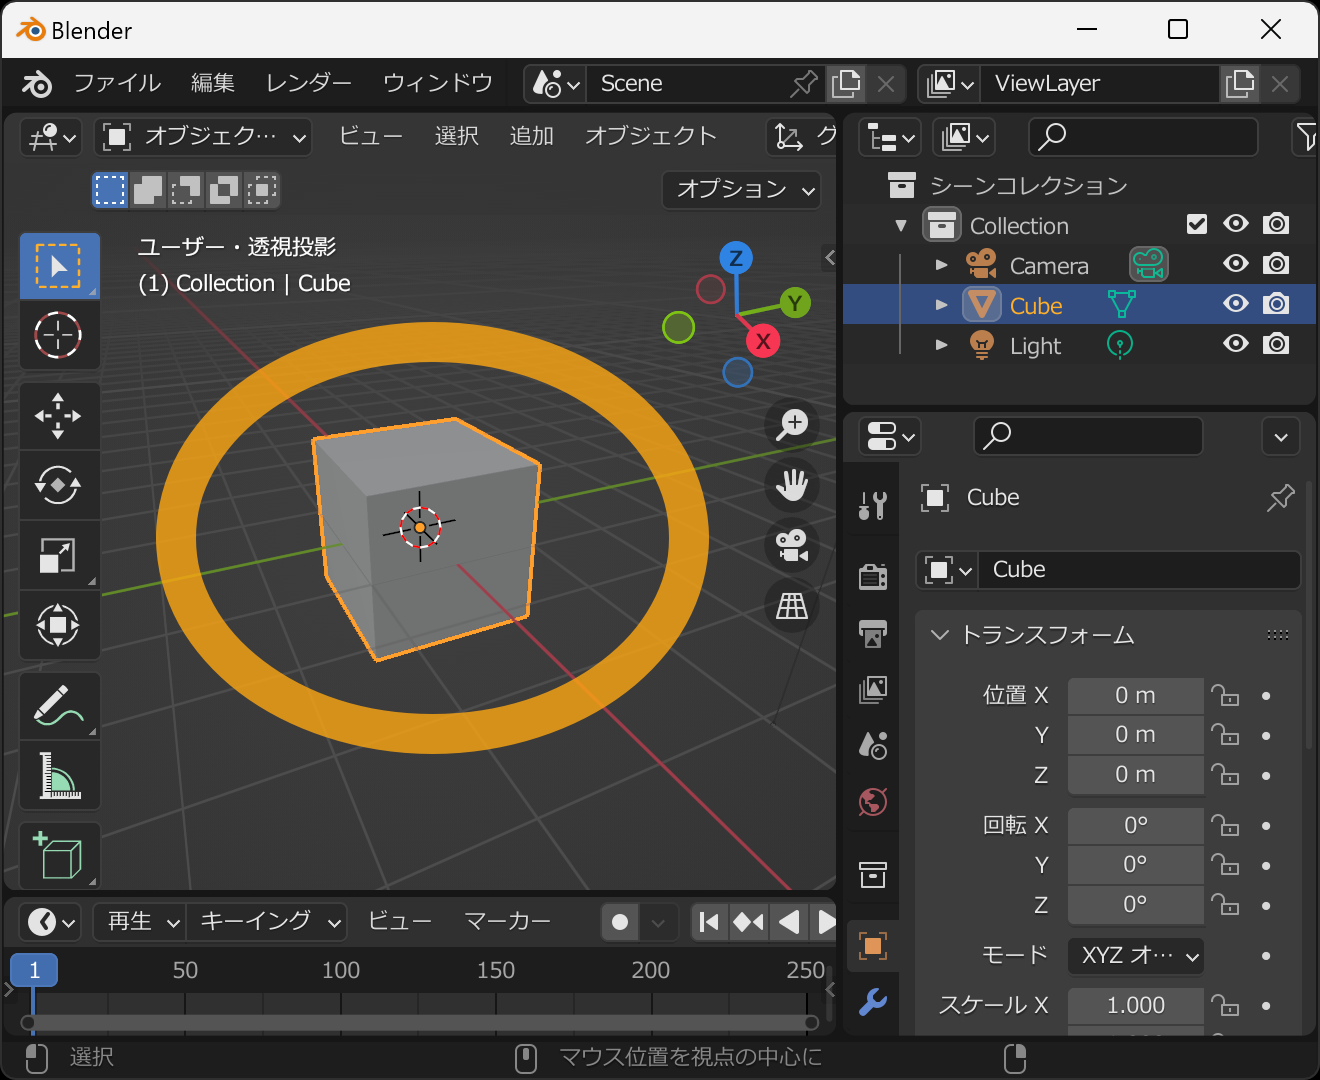 Blender
ファイル 編集 レンダー ウィンドウ Scene ViewLayer
オブジェク… ビュー 選択 追加 オブジェクト グ
オプション
ユーザー・透視投影
(1) Collection | Cube
Z
Y
X
シーンコレクション
Collection
Camera
Cube
Light
Cube
Cube
トランスフォーム
位置 X 0 m
Y 0 m
Z 0 m
回転 X 0°
Y 0°
Z 0°
モード XYZ オ…
スケール X 1.000
再生 キーイング ビュー マーカー
1 50 100 150 200 250
選択 マウス位置を視点の中心に